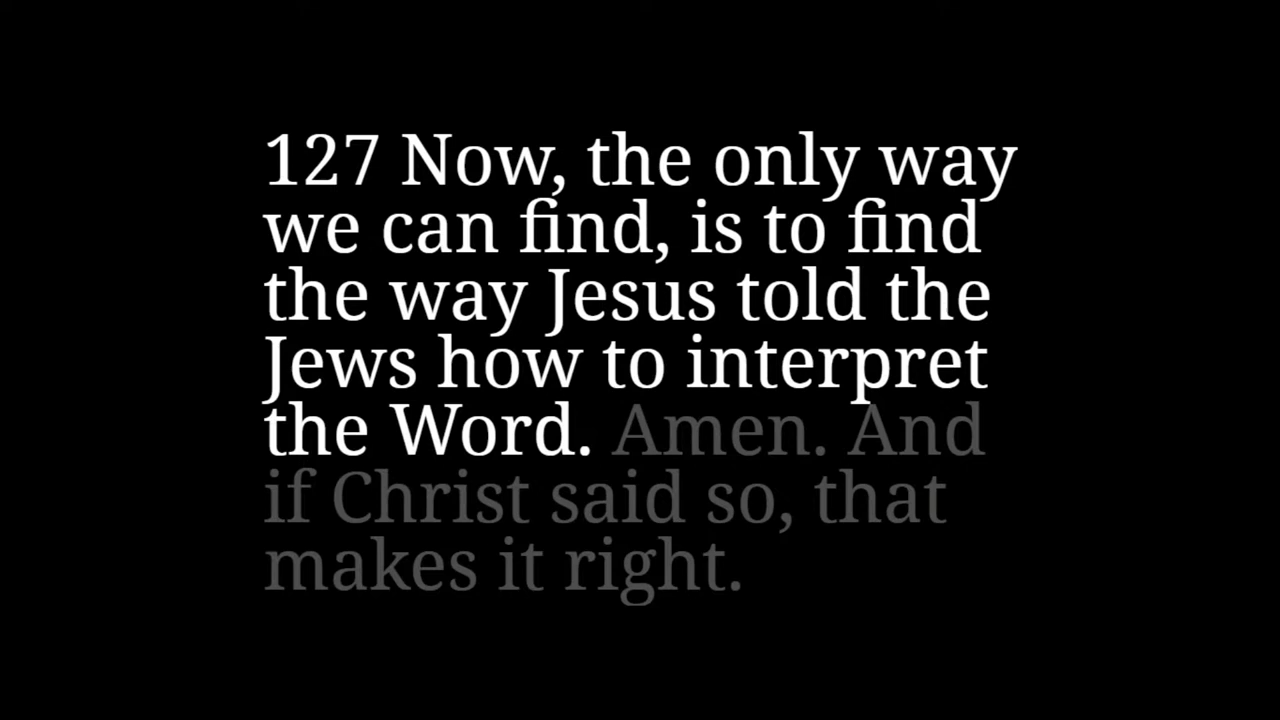 127 Now, the only way
we can find, is to find
the way Jesus told the
Jews how to interpret
the Word. Amen. And
if Christ said so, that
makes it right.